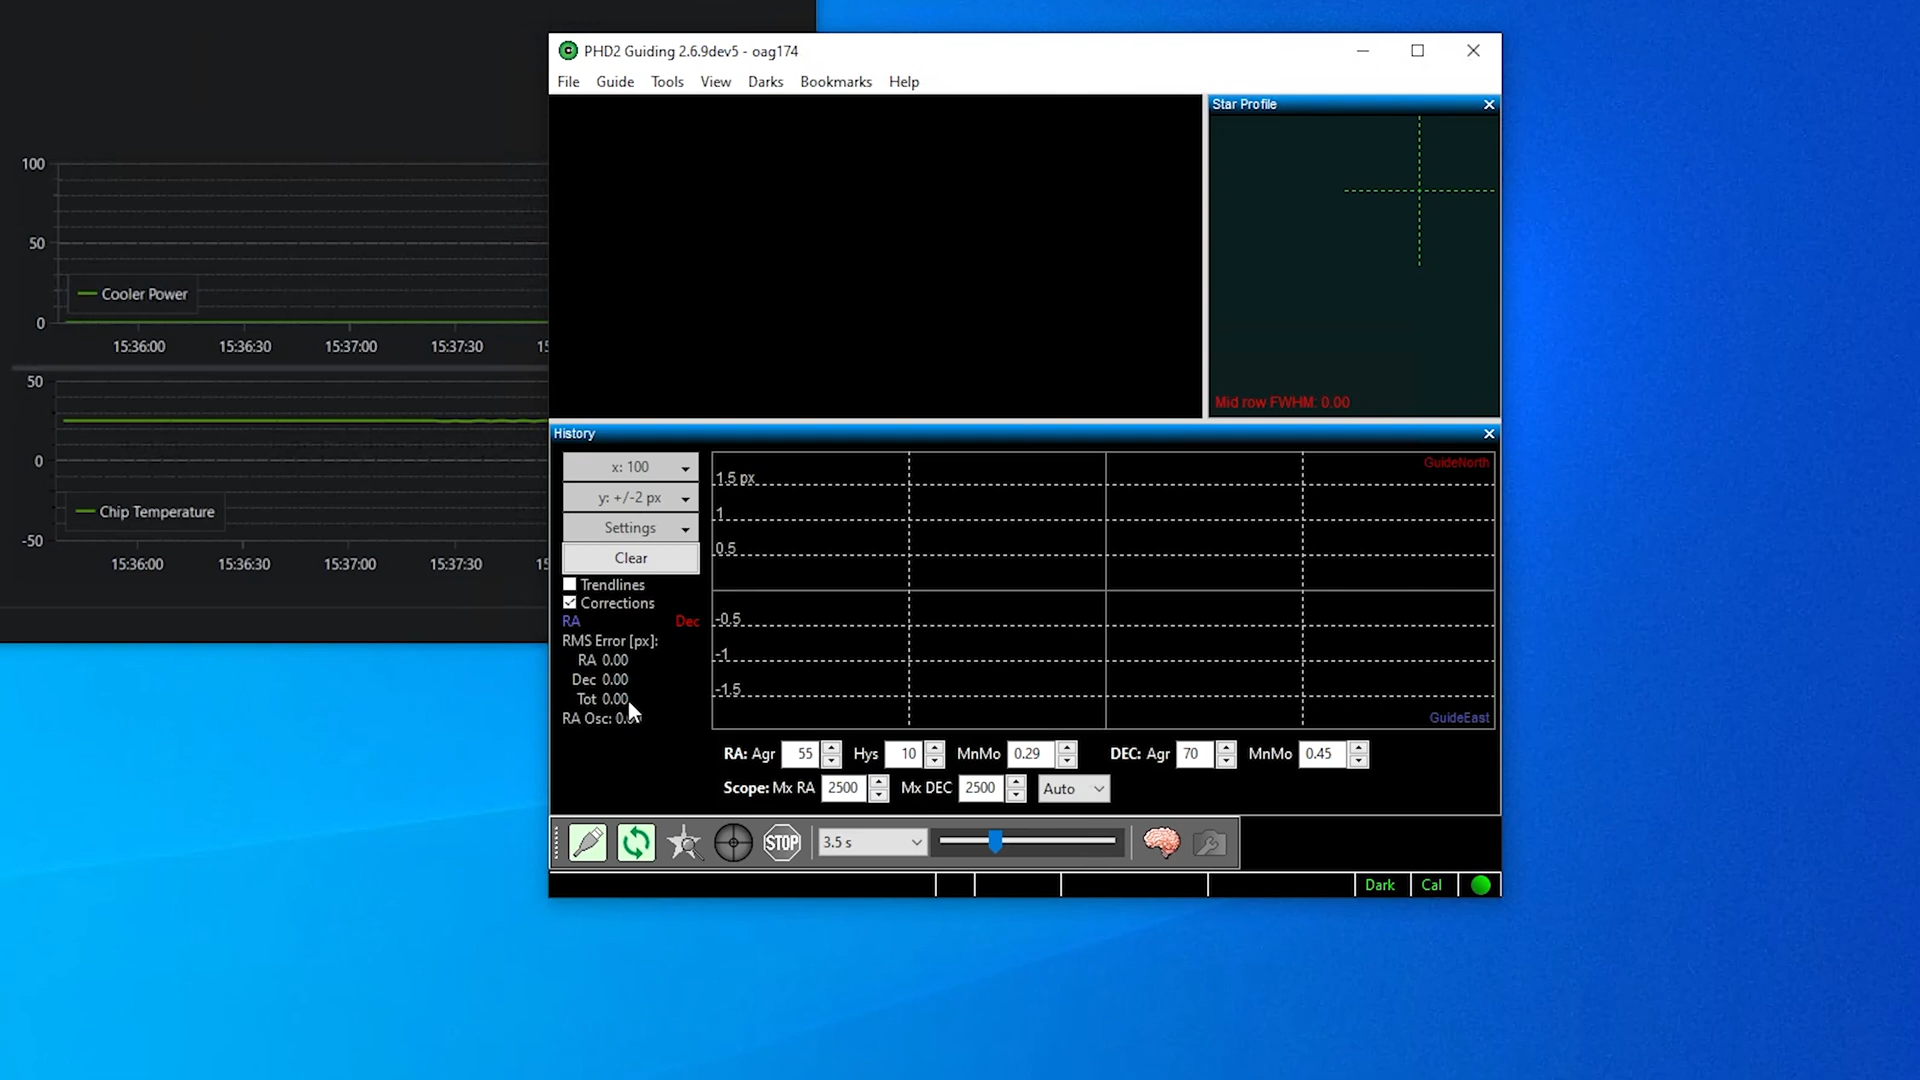 PHD2 Guiding 2.6.9dev5 - oag174
File Guide Tools View Darks Bookmarks Help
Star Profile
Mid row FWHM: 0.00
100
50
0
Cooler Power
15:36:00 15:36:30 15:37:00 15:37:30
50
0
-50
Chip Temperature
15:36:00 15:36:30 15:37:00 15:37:30
History
x: 100
y: +/-2 px
Settings
Clear
Trendlines
Corrections
RA Dec
RMS Error [px]:
RA 0.00
Dec 0.00
Tot 0.00
RA Osc:
GuideNorth
1.5 px
1
0.5
-0.5
-1
-1.5
GuideEast
RA: Agr 55 Hys 10 MnMo 0.29 DEC: Agr 70 MnMo 0.45
Scope: Mx RA 2500 Mx DEC 2500 Auto
STOP 3.5 s
Dark Cal